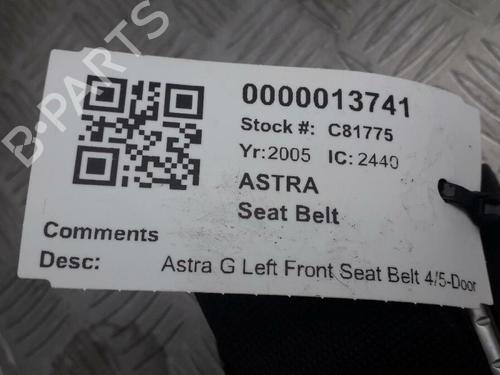 B-PARTS
0000013741
Stock #: C81775
Yr:2005 IC: 2440
ASTRA
Seat Belt
Comments
Desc: Astra G Left Front Seat Belt 4/5-Door